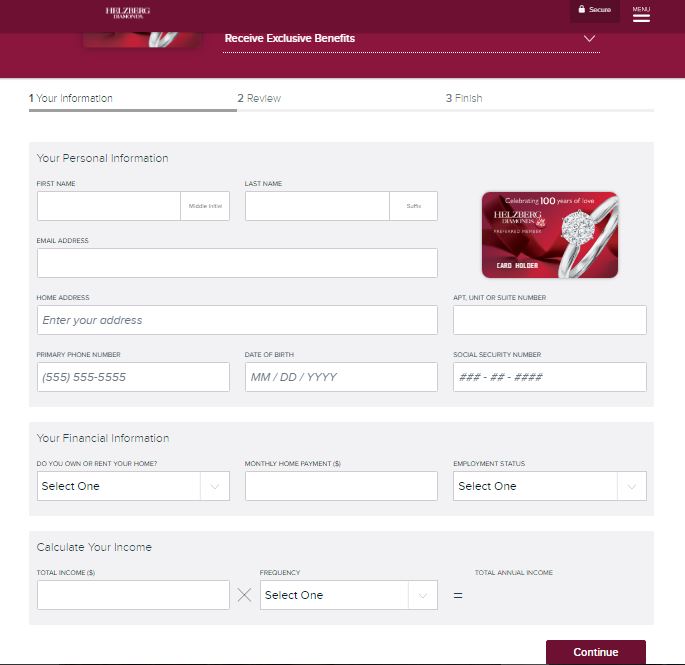 HELZBERG
DIAMONDS
Secure
MENU
Receive Exclusive Benefits
1 Your Information
2 Review
3 Finish
Your Personal Information
FIRST NAME
LAST NAME
Middle Initial
Suffix
Celebrating 100 years of love
HELZBERG
DIAMONDS
PREFERRED MEMBER
CARD HOLDER
EMAIL ADDRESS
HOME ADDRESS
APT, UNIT OR SUITE NUMBER
Enter your address
PRIMARY PHONE NUMBER
DATE OF BIRTH
SOCIAL SECURITY NUMBER
(555) 555-5555
MM / DD / YYYY
### - ## - ####
Your Financial Information
DO YOU OWN OR RENT YOUR HOME?
MONTHLY HOME PAYMENT ($)
EMPLOYMENT STATUS
Select One
Select One
Calculate Your Income
TOTAL INCOME ($)
FREQUENCY
TOTAL ANNUAL INCOME
Select One
=
Continue